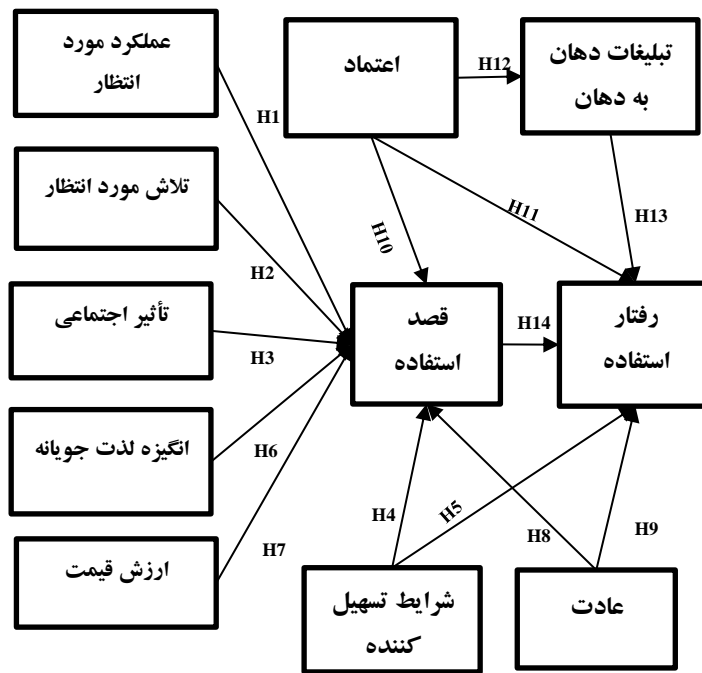 عملکرد مورد
انتظار
اعتماد
H12
تبلیغات دهان
به دهان
H1
تلاش مورد انتظار
H11
H13
H10
H2
تأثیر اجتماعی
H3
قصد
استفاده
H14
رفتار
استفاده
انگیزه لذت جویانه
H6
H4
H5
H8
H9
ارزش قیمت
H7
شرایط تسهیل
کننده
عادت